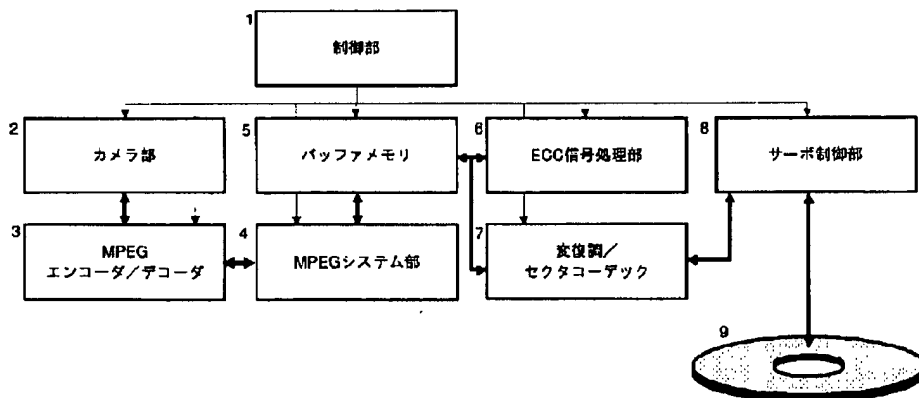 1
制御部
2
カメラ部
5
バッファメモリ
6
ECC信号処理部
8
サーボ制御部
3
MPEG
エンコーダ/デコーダ
4
MPEGシステム部
7
変復調/
セクタコーデック
9